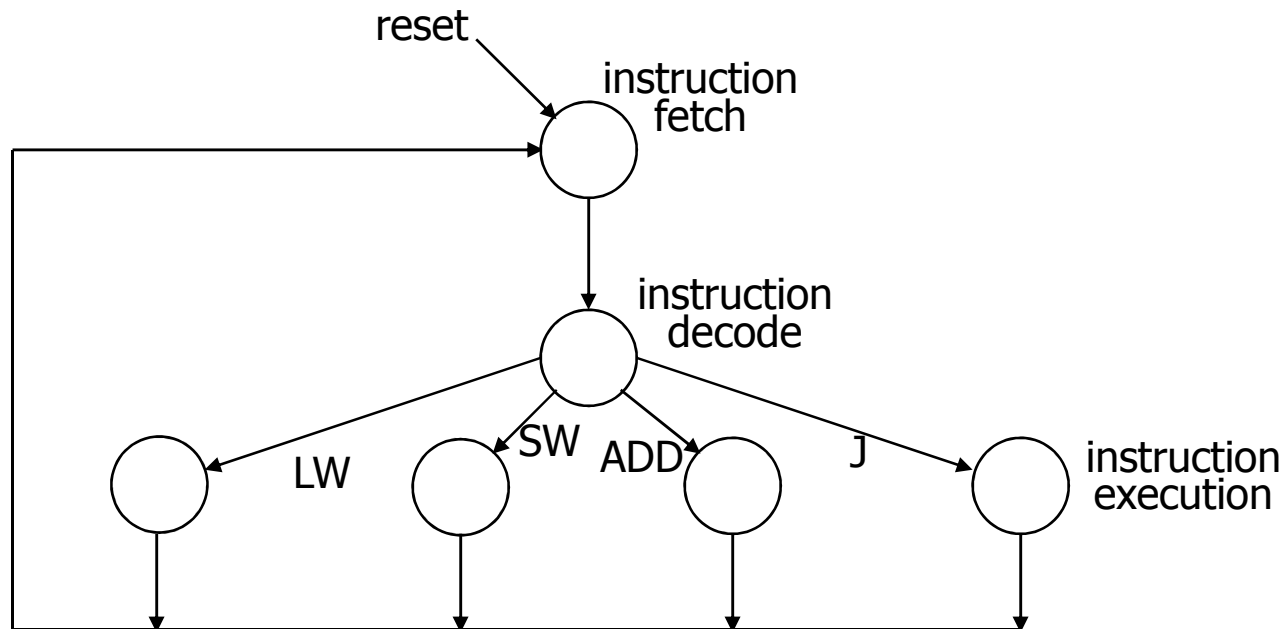 reset
instruction
fetch
instruction
decode
LW
SW
ADD
J
instruction
execution